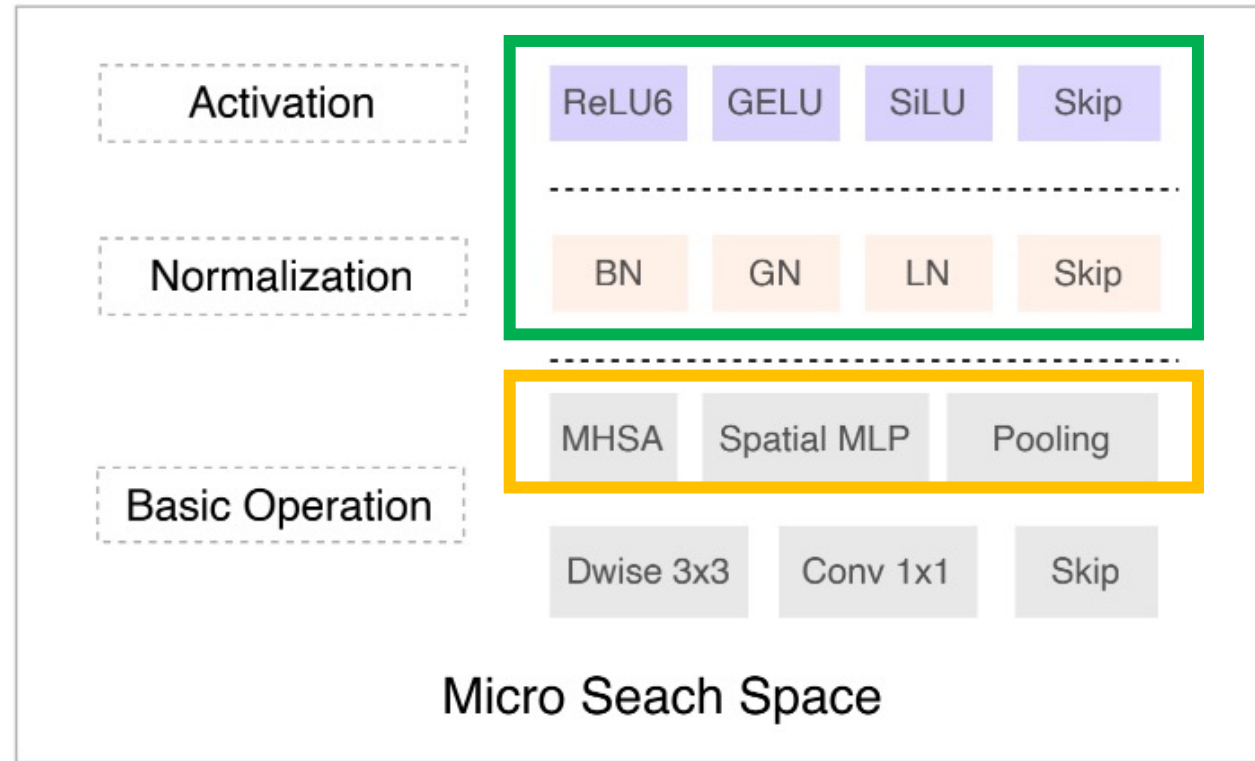 Activation ReLU6 GELU SiLU Skip
Normalization BN GN LN Skip
MHSA Spatial MLP Pooling
Basic Operation
Dwise 3x3 Conv 1x1 Skip
Micro Seach Space